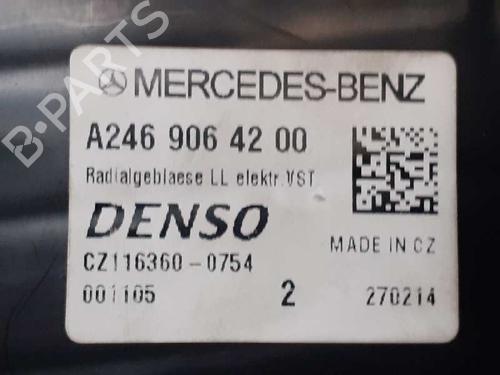 MERCEDES-BENZ
A246 906 42 00
Radialgeblaese LL elektr.VST
DENSO
MADE IN CZ
CZ116360-0754
001105 2 270214
B-PARTS